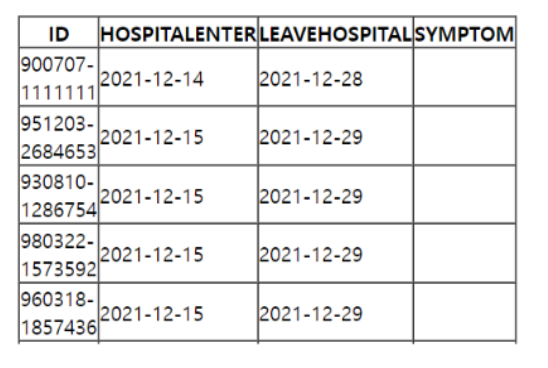 ID HOSPITALENTER LEAVEHOSPITAL SYMPTOM
900707-
1111111 2021-12-14 2021-12-28
951203-
2684653 2021-12-15 2021-12-29
930810-
1286754 2021-12-15 2021-12-29
980322-
1573592 2021-12-15 2021-12-29
960318-
1857436 2021-12-15 2021-12-29